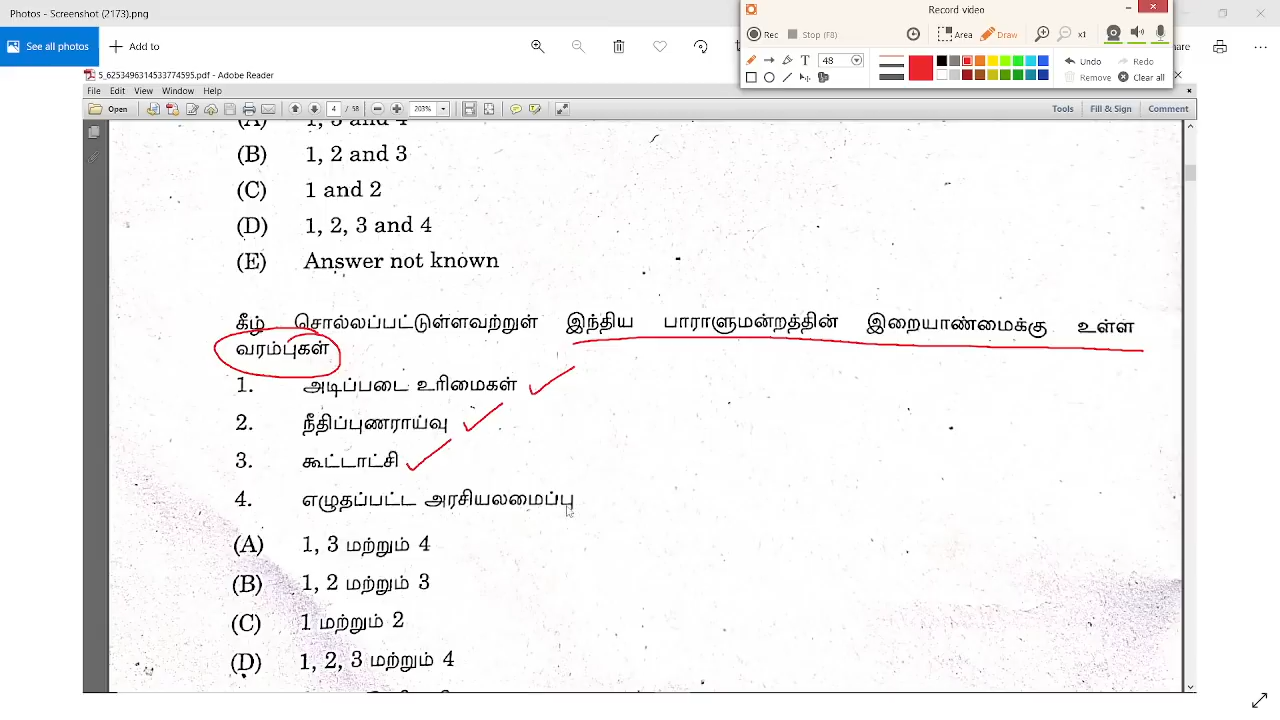 Photos - Screenshot (2173).png
Record video
See all photos
Add to
Rec
Stop (F8)
Area
Draw
x1
48
Undo
Redo
Remove
Clear all
5_6253496314533774595.pdf - Adobe Reader
File Edit View Window Help
Open
4 / 58
203%
Tools
Fill & Sign
Comment
(B) 1, 2 and 3
(C) 1 and 2
(D) 1, 2, 3 and 4
(E) Answer not known
கீழ் சொல்லப்பட்டுள்ளவற்றுள் இந்திய பாராளுமன்றத்தின் இறையாண்மைக்கு உள்ள
வரம்புகள்
1. அடிப்படை உரிமைகள்
2. நீதிப்புணராய்வு
3. கூட்டாட்சி
4. எழுதப்பட்ட அரசியலமைப்பு
(A) 1, 3 மற்றும் 4
(B) 1, 2 மற்றும் 3
(C) 1 மற்றும் 2
(D) 1, 2, 3 மற்றும் 4